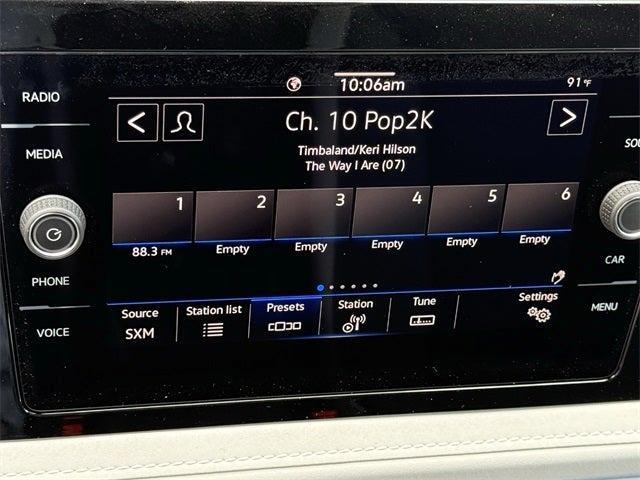 10:06am
91°F
RADIO
MEDIA
PHONE
VOICE
Ch. 10 Pop2K
Timbaland/Keri Hilson
The Way I Are (07)
1 2 3 4 5 6
88.3 FM Empty Empty Empty Empty Empty
Source Station list Presets Station Tune Settings
SXM
SOU
CAR
MENU